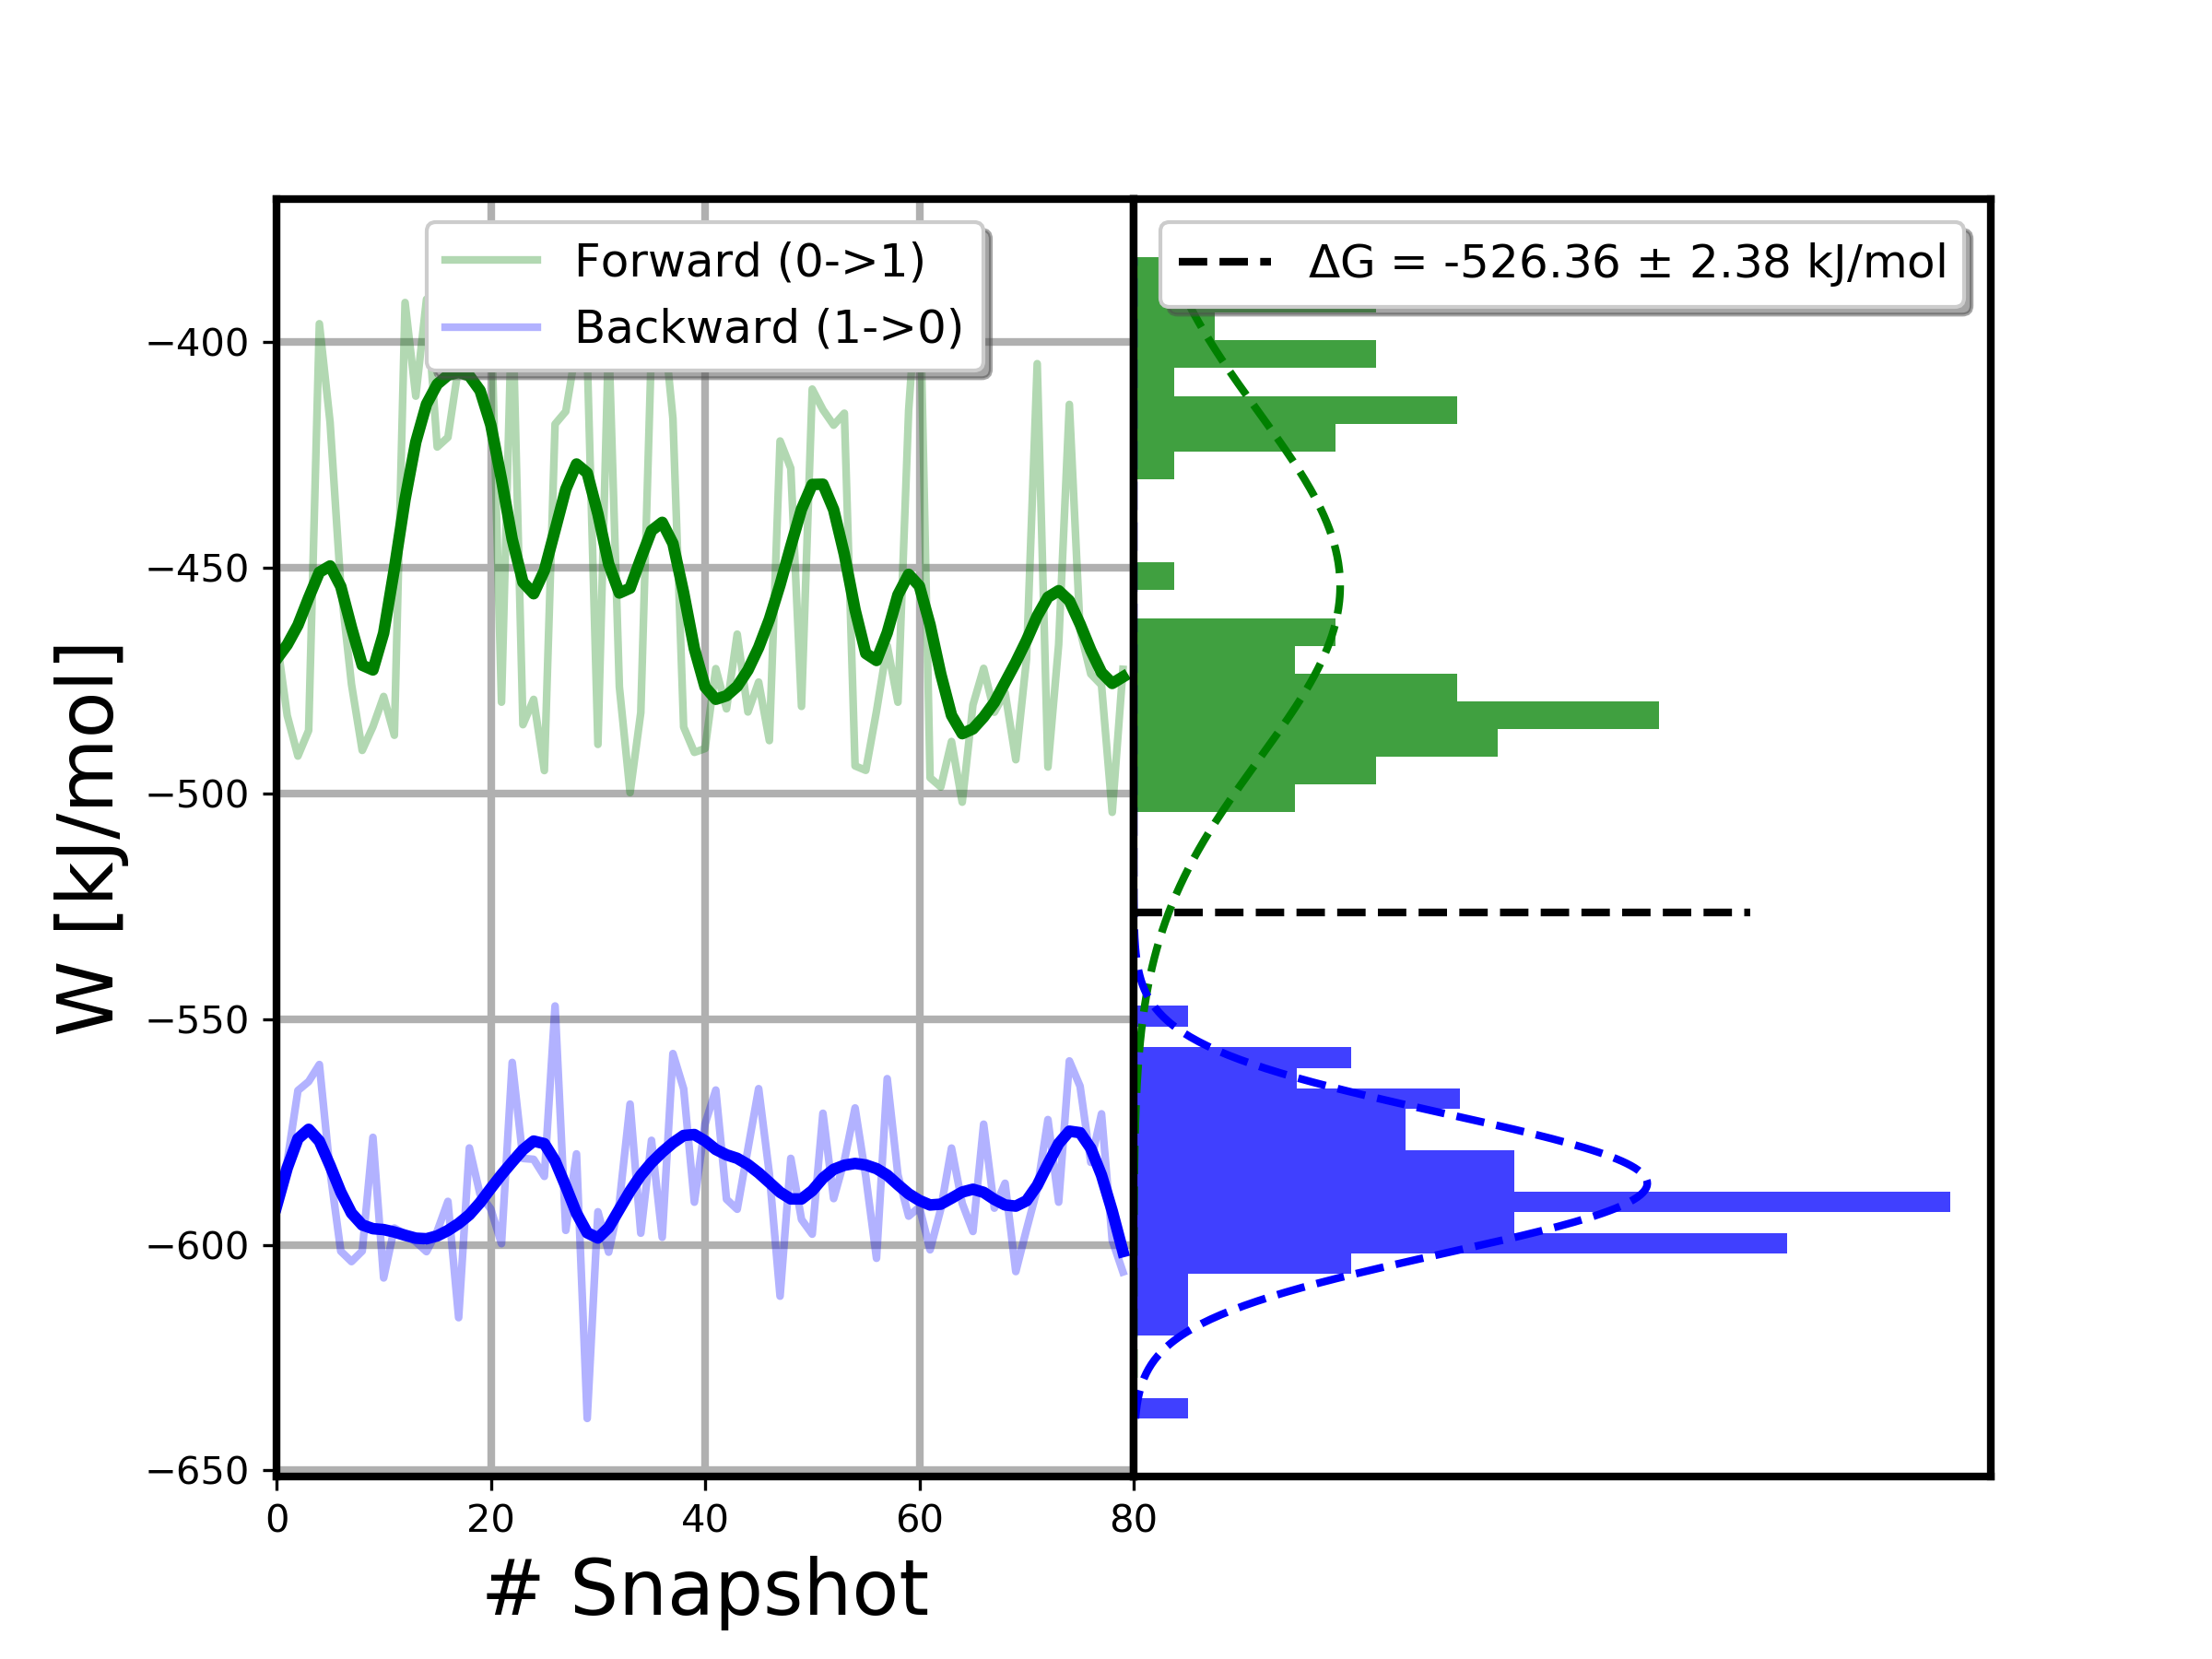 Forward (0->1)
Backward (1->0)
ΔG = -526.36 ± 2.38 kJ/mol
W [kJ/mol]
−400
−450
−500
−550
−600
−650
0 20 40 60 80
# Snapshot